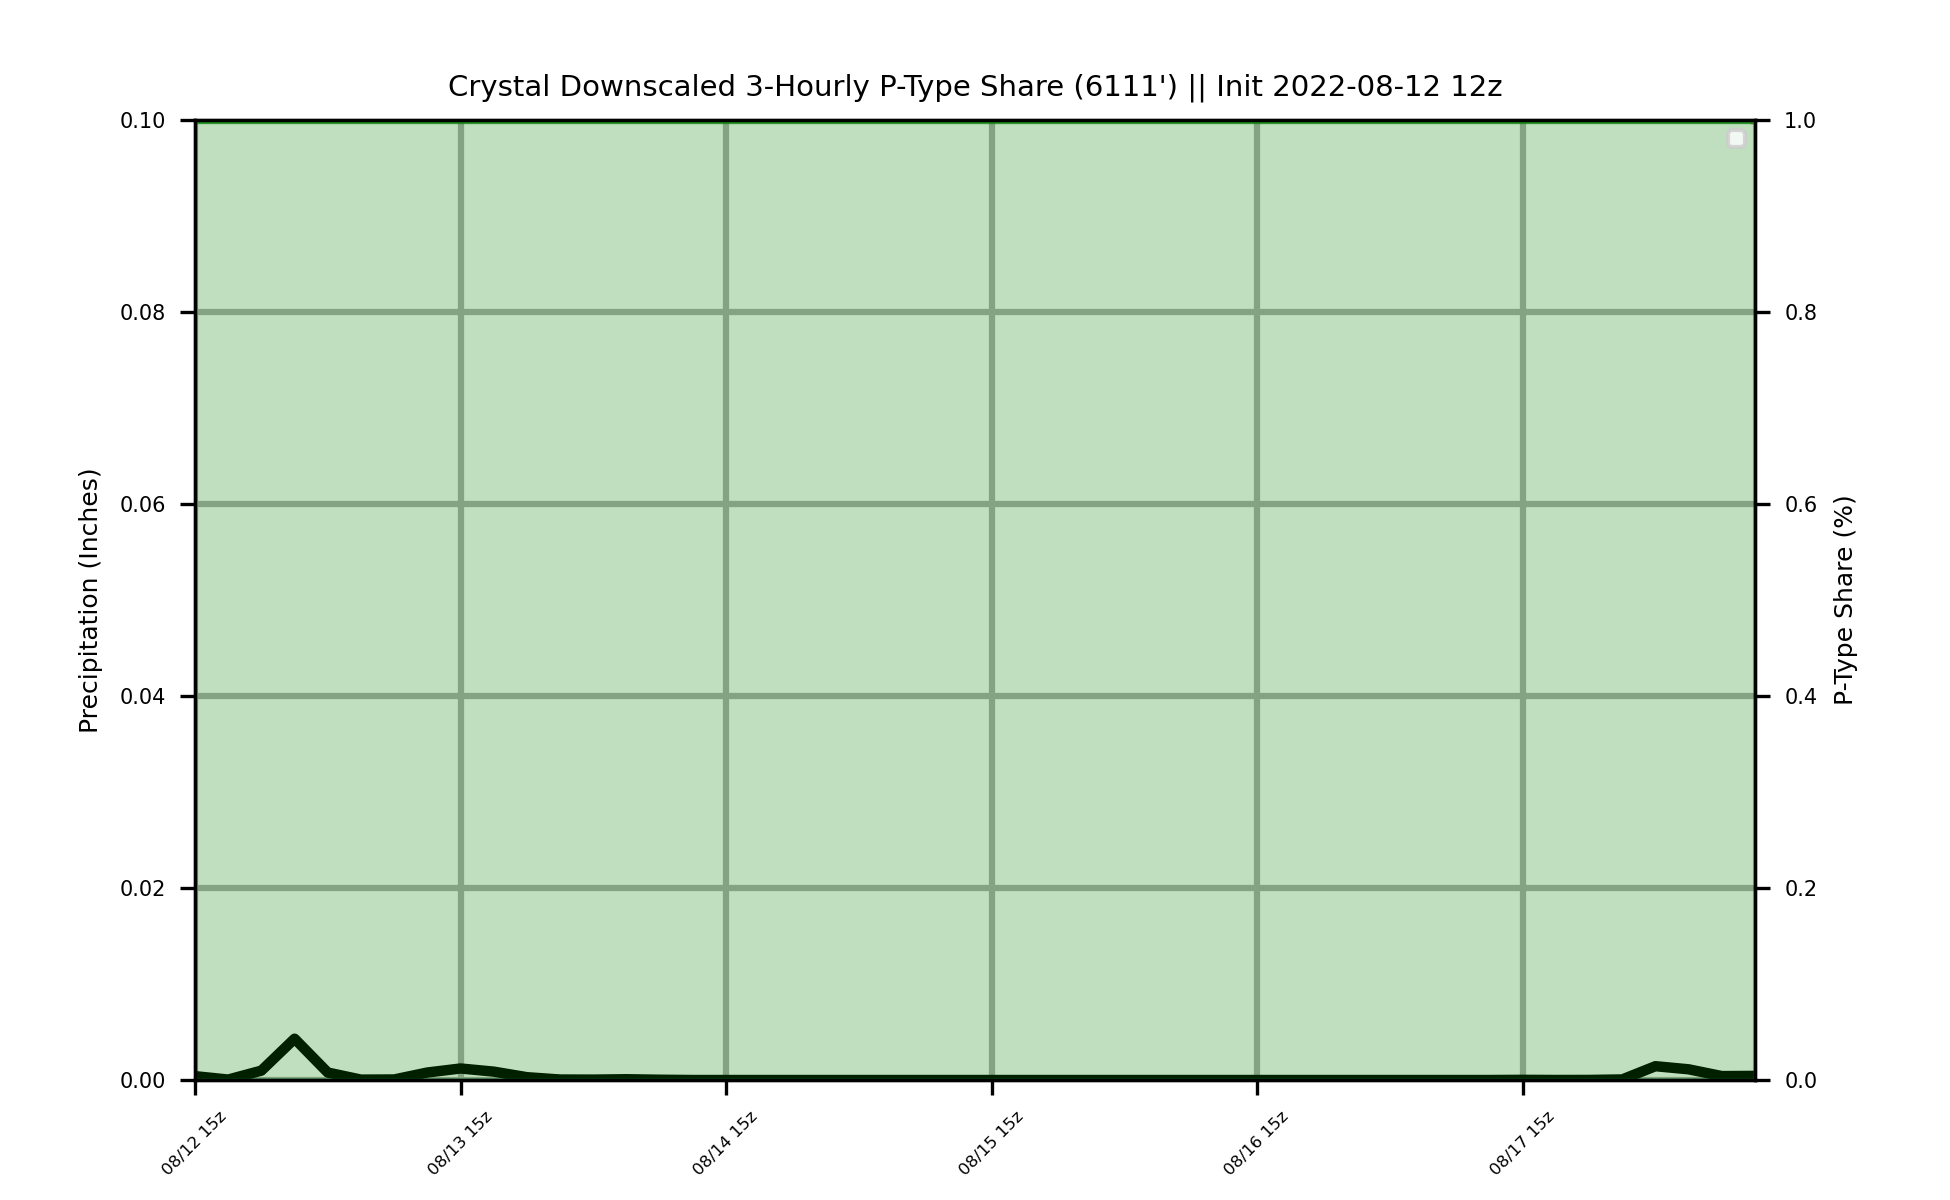 Crystal Downscaled 3-Hourly P-Type Share (6111') || Init 2022-08-12 12z
Precipitation (Inches)
0.10
0.08
0.06
0.04
0.02
0.00
1.0
0.8
0.6
0.4
0.2
0.0
P-Type Share (%)
08/12 15z
08/13 15z
08/14 15z
08/15 15z
08/16 15z
08/17 15z